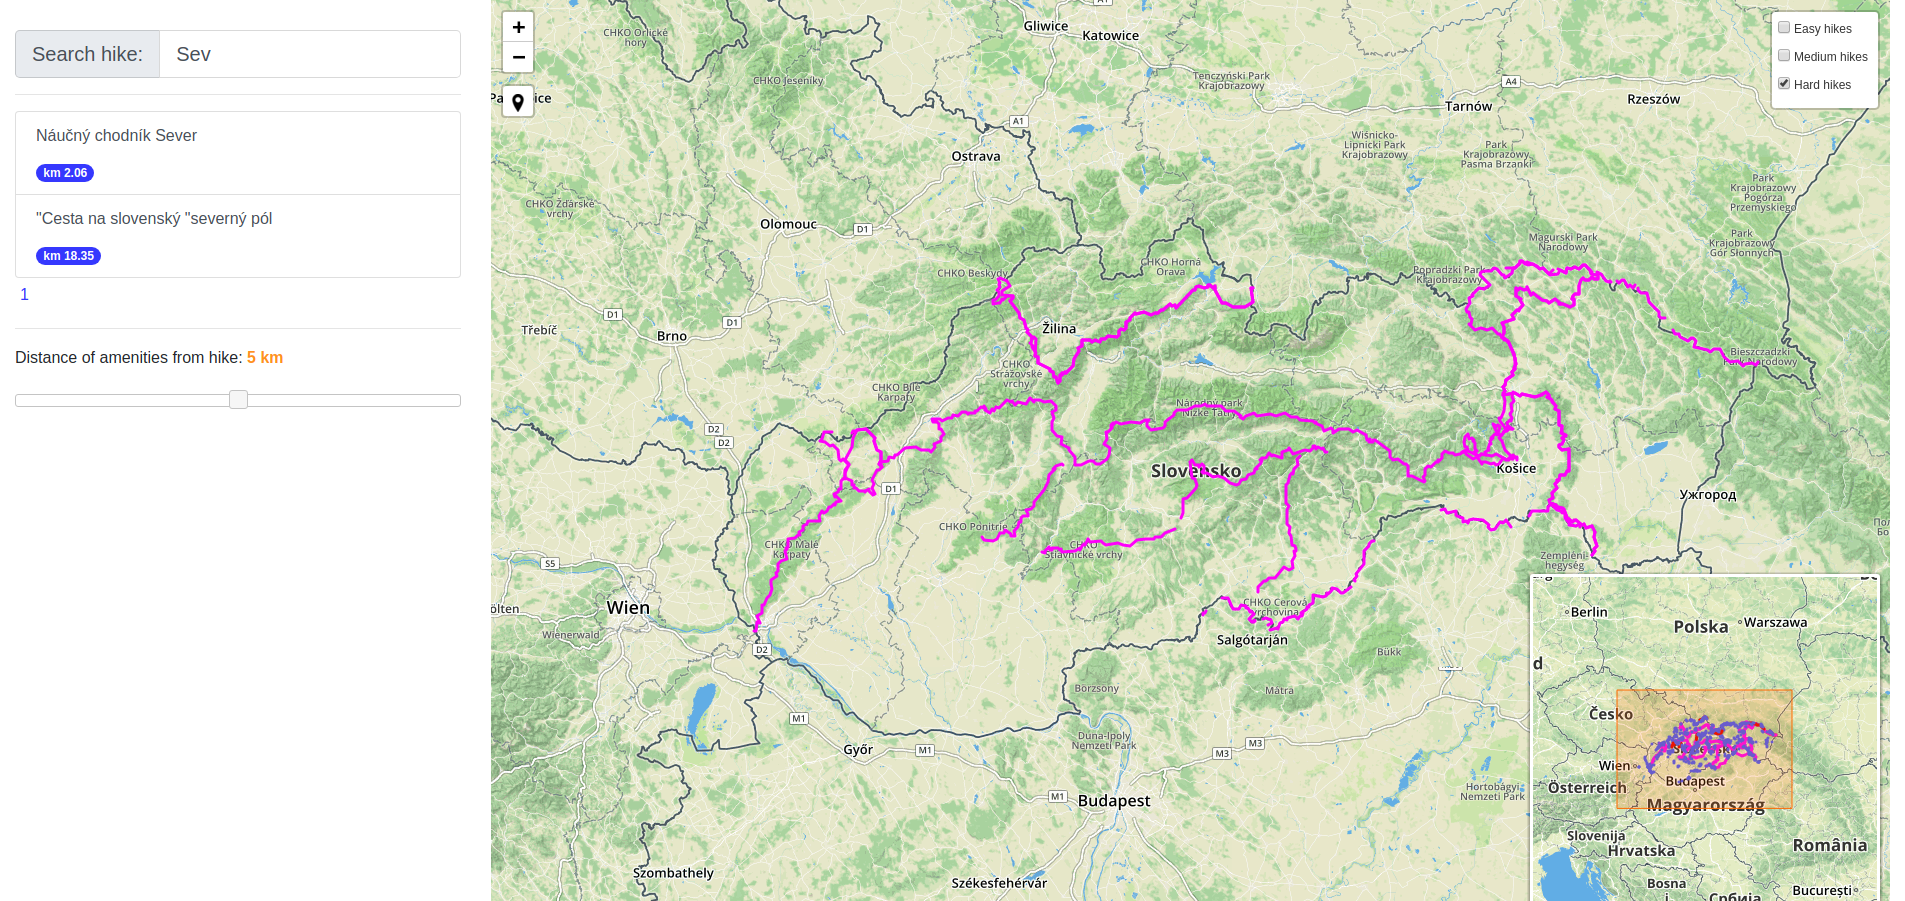 Search hike:
Sev
Náučný chodník Sever
km 2.06
"Cesta na slovenský "severný pól
km 18.35
1
Distance of amenities from hike: 5 km
+
−
Easy hikes
Medium hikes
Hard hikes
CHKO Orlické
hory
Gliwice
Katowice
A1
CHKO Jeseníky
Tenczyński Park
Krajobrazowy
A4
Tarnów
Rzeszów
A1
Ostrava
Wiśnicko-
Lipnicki Park
Krajobrazowy
Park
Krajobrazowy
Pasma Brzanki
Park
Krajobrazowy
Pogórza
Przemyskiego
CHKO Žďárské
vrchy
Olomouc
D1
CHKO Beskydy
CHKO Horná
Orava
Popradzki Park
Krajobrazowy
Magurski Park
Narodowy
Park
Krajobrazowy
Gór Słonnych
D1
Třebíč
Brno
D1
Žilina
CHKO
Strážovské
vrchy
CHKO Bílé
Karpaty
Národný park
Nízke Tatry
Bieszczadzki
Park Narodowy
D2
D2
D1
Slovensko
Košice
Ужгород
CHKO Ponitrie
CHKO Malé
Karpaty
CHKO
Štiavnické vrchy
Zempléni-
hegység
S5
Wien
Wienerwald
ölten
D2
CHKO Cerová
vrchovina
Salgótarján
Bükk
Mátra
Börzsöny
M1
Győr
M1
Duna-Ipoly
Nemzeti Park
M3
M3
M1
Budapest
Hortobágyi
Nemzeti Park
Szombathely
Székesfehérvár
Berlin
Polska
Warszawa
Česko
Wien
Slovensko
Budapest
Österreich
Magyarország
Slovenija
Hrvatska
România
Bosna
i
Србија
București